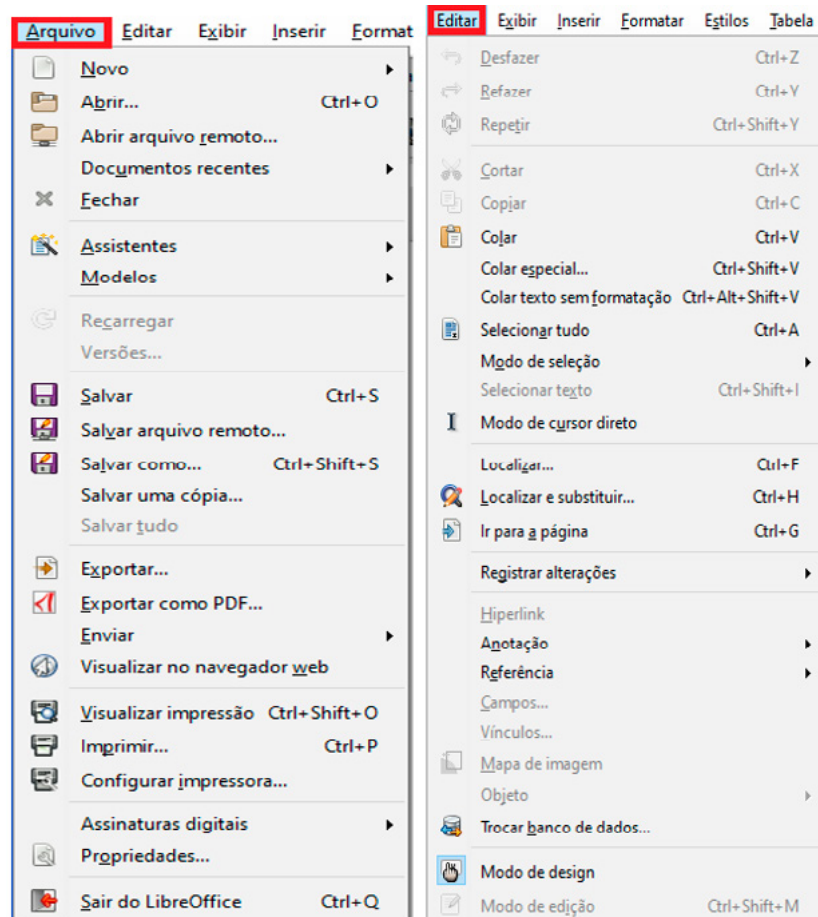 Arquivo Editar Exibir Inserir Format
Novo
Abrir... Ctrl+O
Abrir arquivo remoto...
Documentos recentes
Fechar
Assistentes
Modelos
Recarregar
Versões...
Salvar Ctrl+S
Salvar arquivo remoto...
Salvar como... Ctrl+Shift+S
Salvar uma cópia...
Salvar tudo
Exportar...
Exportar como PDF...
Enviar
Visualizar no navegador web
Visualizar impressão Ctrl+Shift+O
Imprimir... Ctrl+P
Configurar impressora...
Assinaturas digitais
Propriedades...
Sair do LibreOffice Ctrl+Q
Editar Exibir Inserir Formatar Estilos Tabela
Desfazer Ctrl+Z
Refazer Ctrl+Y
Repetir Ctrl+Shift+Y
Cortar Ctrl+X
Copiar Ctrl+C
Colar Ctrl+V
Colar especial... Ctrl+Shift+V
Colar texto sem formatação Ctrl+Alt+Shift+V
Selecionar tudo Ctrl+A
Modo de seleção
Selecionar texto Ctrl+Shift+I
Modo de cursor direto
Localizar... Ctrl+F
Localizar e substituir... Ctrl+H
Ir para a página Ctrl+G
Registrar alterações
Hiperlink
Anotação
Referência
Campos...
Vínculos...
Mapa de imagem
Objeto
Trocar banco de dados...
Modo de design
Modo de edição Ctrl+Shift+M